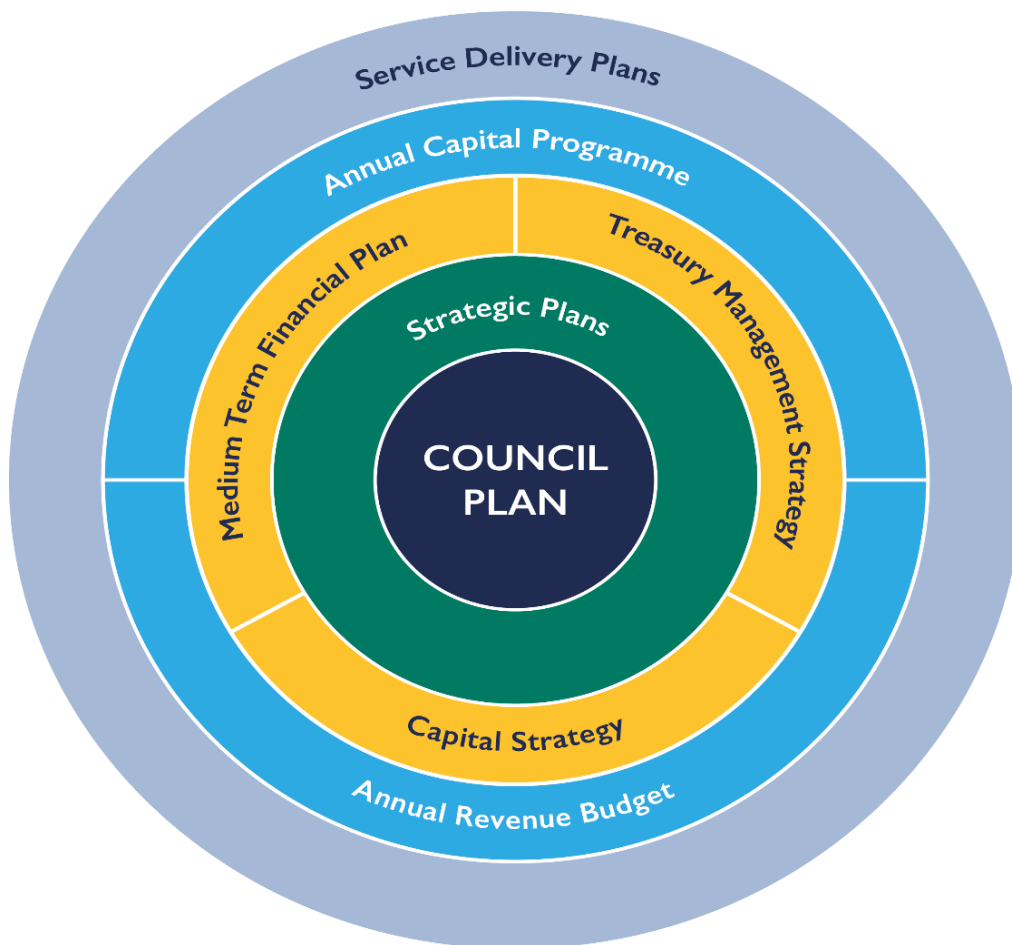 Service Delivery Plans
Annual Capital Programme
Medium Term Financial Plan
Treasury Management Strategy
Strategic Plans
COUNCIL
PLAN
Capital Strategy
Annual Revenue Budget